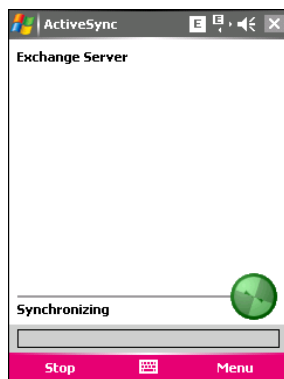 ActiveSync E E
Exchange Server
Synchronizing
Stop Menu